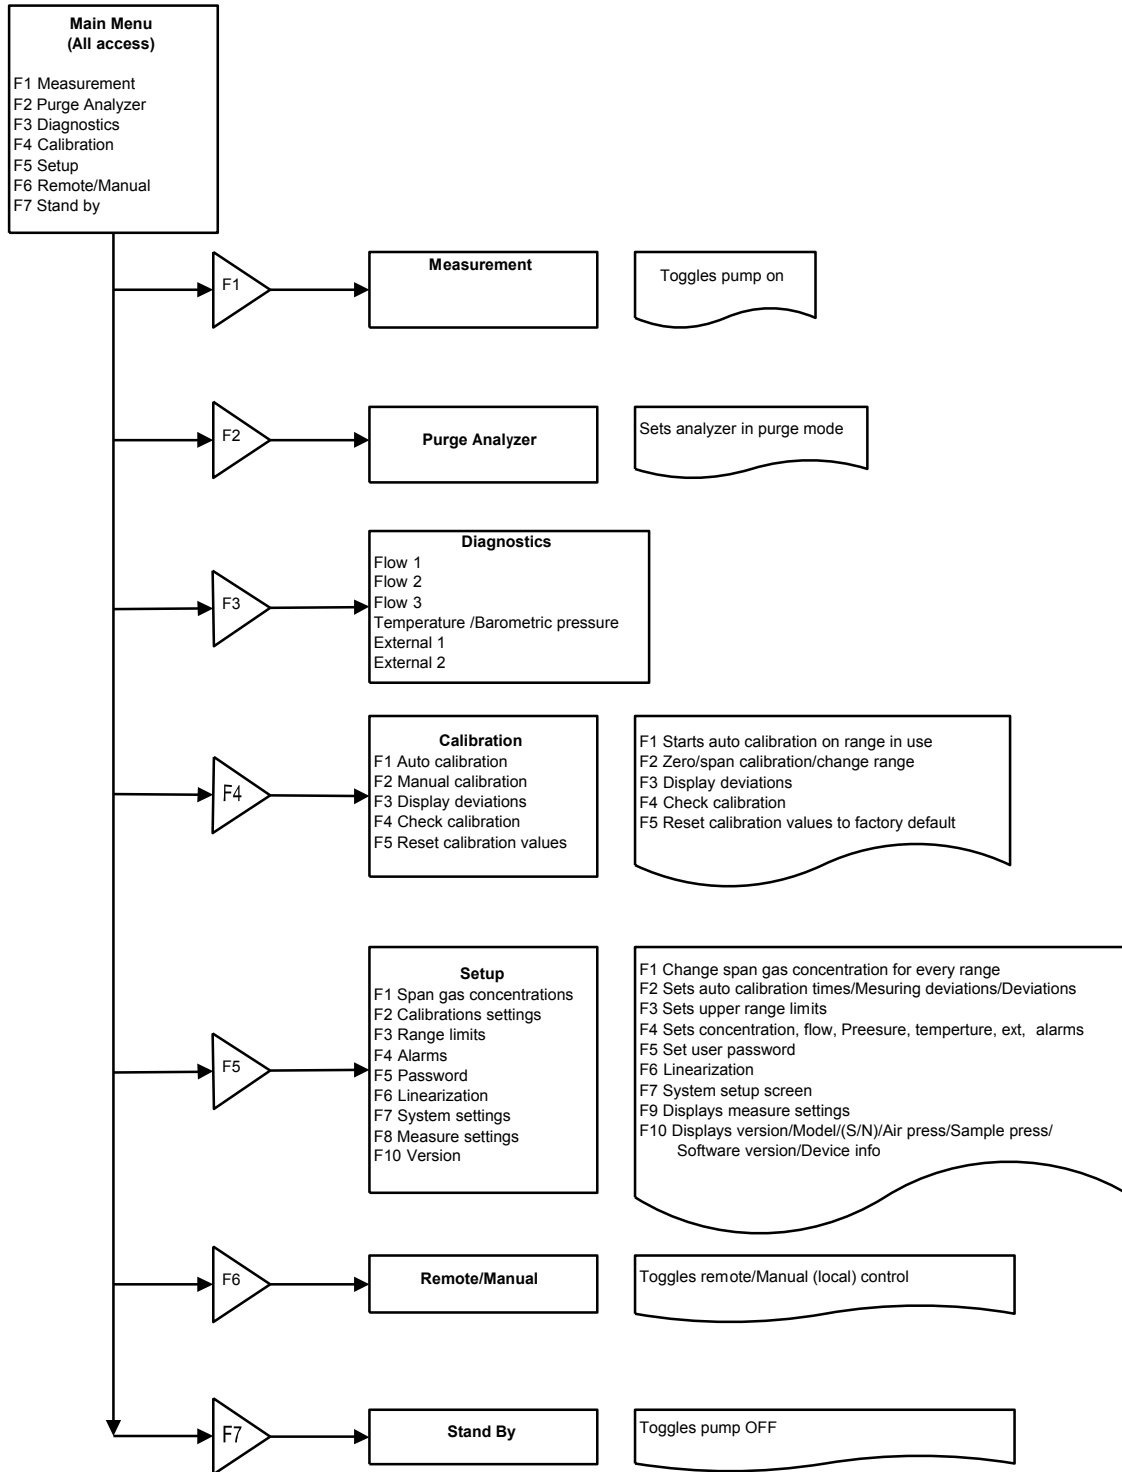 Main Menu
(All access)
F1 Measurement
F2 Purge Analyzer
F3 Diagnostics
F4 Calibration
F5 Setup
F6 Remote/Manual
F7 Stand by
F1
Measurement
Toggles pump on
F2
Purge Analyzer
Sets analyzer in purge mode
F3
Diagnostics
Flow 1
Flow 2
Flow 3
Temperature /Barometric pressure
External 1
External 2
F4
Calibration
F1 Auto calibration
F2 Manual calibration
F3 Display deviations
F4 Check calibration
F5 Reset calibration values
F1 Starts auto calibration on range in use
F2 Zero/span calibration/change range
F3 Display deviations
F4 Check calibration
F5 Reset calibration values to factory default
F5
Setup
F1 Span gas concentrations
F2 Calibrations settings
F3 Range limits
F4 Alarms
F5 Password
F6 Linearization
F7 System settings
F8 Measure settings
F10 Version
F1 Change span gas concentration for every range
F2 Sets auto calibration times/Mesuring deviations/Deviations
F3 Sets upper range limits
F4 Sets concentration, flow, Preesure, temperture, ext, alarms
F5 Set user password
F6 Linearization
F7 System setup screen
F9 Displays measure settings
F10 Displays version/Model/(S/N)/Air press/Sample press/
Software version/Device info
F6
Remote/Manual
Toggles remote/Manual (local) control
F7
Stand By
Toggles pump OFF